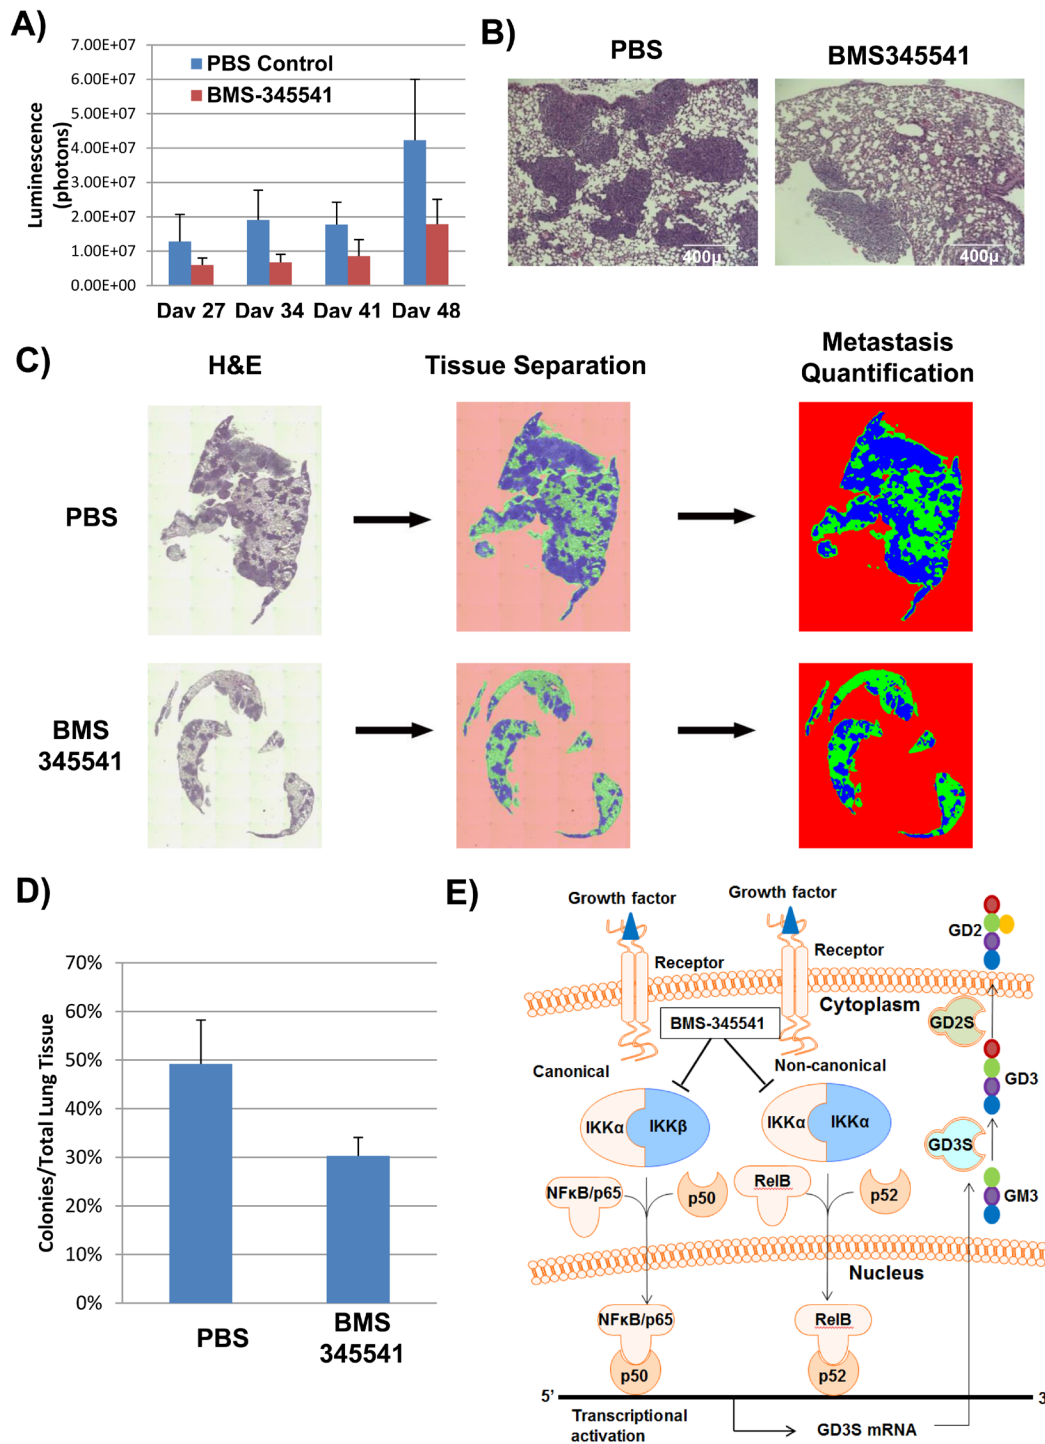 A)
7.00E+07
6.00E+07
5.00E+07
4.00E+07
3.00E+07
2.00E+07
1.00E+07
0.00E+00
Luminescence
(photons)
PBS Control
BMS-345541
Day 27 Day 34 Day 41 Day 48
B)
PBS
BMS345541
400µ
400µ
C)
H&E
Tissue Separation
Metastasis
Quantification
PBS
BMS
345541
D)
70%
60%
50%
40%
30%
20%
10%
0%
Colonies/Total Lung Tissue
PBS
BMS
345541
E)
Growth factor
Growth factor
Receptor
Receptor
GD2
Cytoplasm
BMS-345541
GD2S
Canonical
Non-canonical
GD3
IKKα
IKKβ
IKKα
IKKα
GD3S
NFκB/p65
p50
RelB
p52
GM3
Nucleus
NFκB/p65
p50
RelB
p52
5'
3
Transcriptional
activation
GD3S mRNA